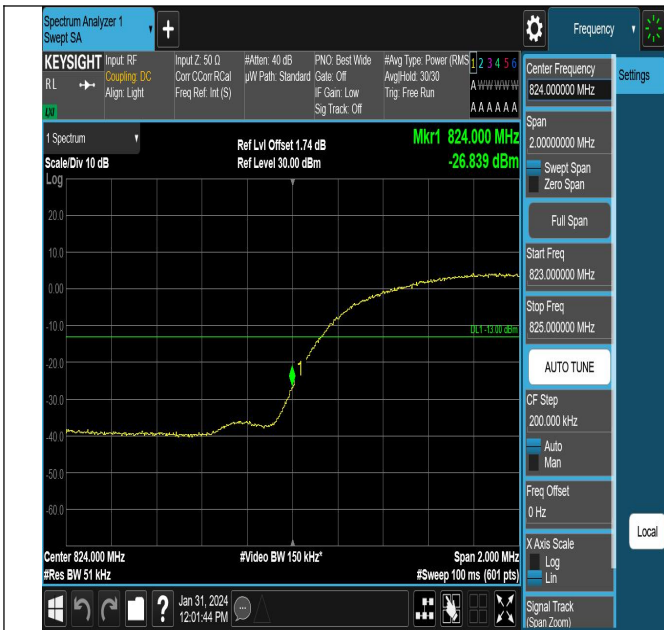 Spectrum Analyzer 1
Swept SA
Frequency
KEYSIGHT
RL
LXI
Input: RF
Coupling: DC
Align: Light
Input Z: 50 Ω
Corr CCorr RCal
Freq Ref: Int (S)
#Atten: 40 dB
µW Path: Standard
PNO: Best Wide
Gate: Off
IF Gain: Low
Sig Track: Off
#Avg Type: Power (RMS
Avg|Hold: 30/30
Trig: Free Run
1 2 3 4 5 6
A W W W W W
A A A A A A
1 Spectrum
Scale/Div 10 dB
Log
Ref Lvl Offset 1.74 dB
Ref Level 30.00 dBm
Mkr1 824.000 MHz
-26.839 dBm
20.0
10.0
0.00
-10.0
-20.0
-30.0
-40.0
-50.0
-60.0
DL1 -13.00 dBm
1
Center 824.000 MHz
#Res BW 51 kHz
#Video BW 150 kHz*
Span 2.000 MHz
#Sweep 100 ms (601 pts)
Jan 31, 2024
12:01:44 PM
?
Center Frequency
824.000000 MHz
Span
2.00000000 MHz
Swept Span
Zero Span
Full Span
Start Freq
823.000000 MHz
Stop Freq
825.000000 MHz
AUTO TUNE
CF Step
200.000 kHz
Auto
Man
Freq Offset
0 Hz
X Axis Scale
Log
Lin
Signal Track
(Span Zoom)
Settings
Local